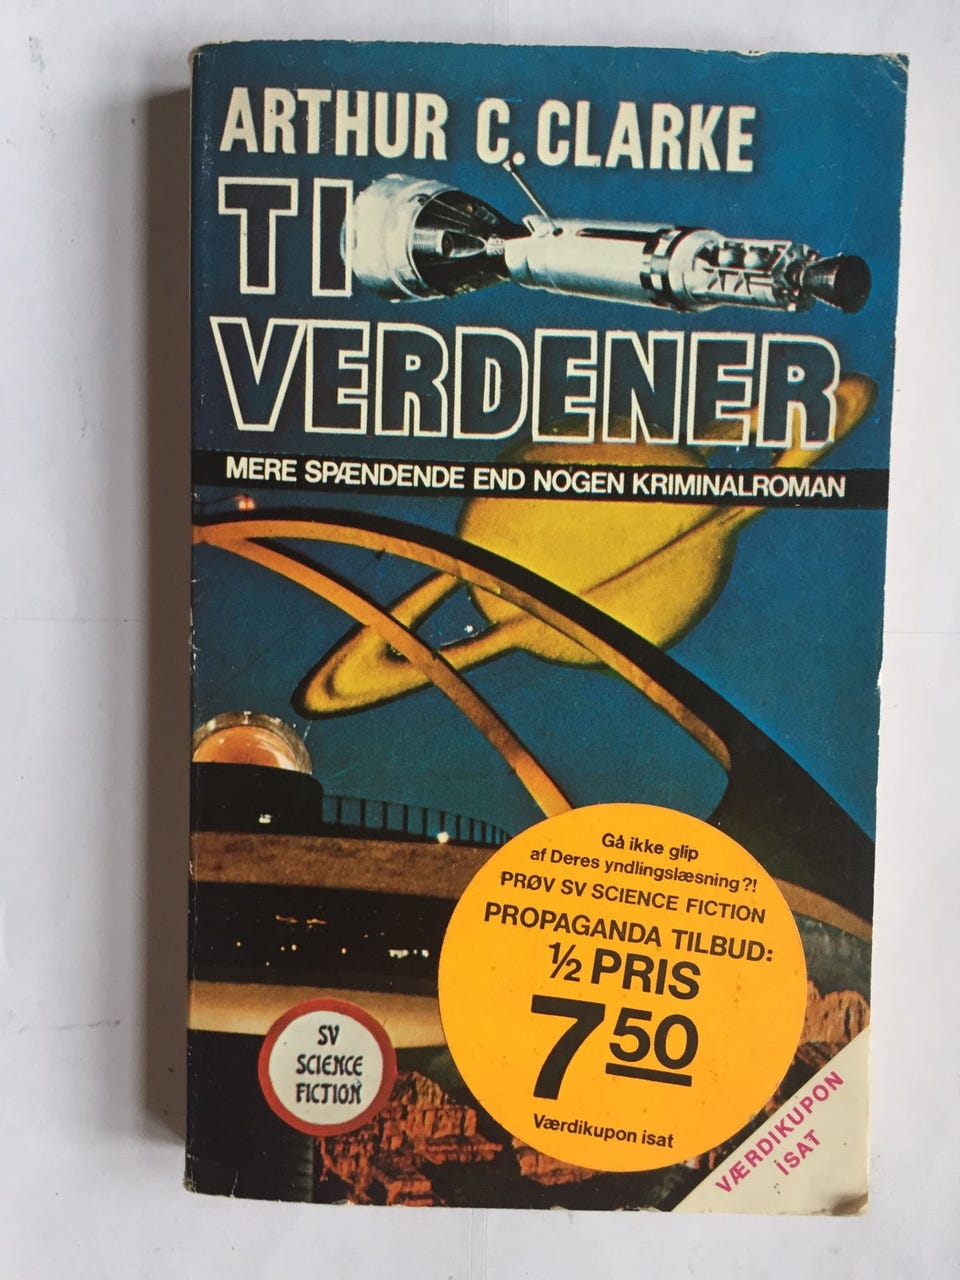 ARTHUR C. CLARKE
TI
VERDENER
MERE SPÆNDENDE END NOGEN KRIMINALROMAN
Gå ikke glip
af Deres yndlingslæsning?!
PRØV SV SCIENCE FICTION
PROPAGANDA TILBUD:
½ PRIS
7 50
Værdikupon isat
SV
SCIENCE
FICTION
VÆRDIKUPON
ISAT